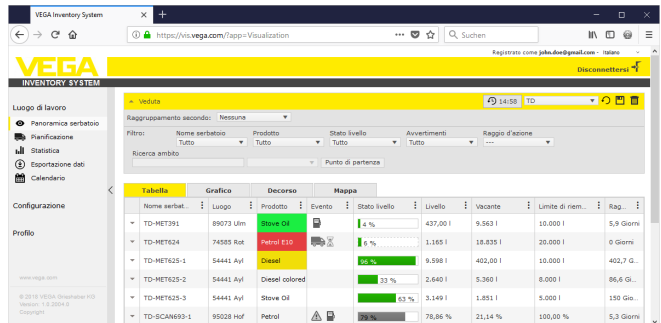 VEGA Inventory System
https://vis.vega.com/?app=Visualization
Suchen
Registrato come john.doe@gmail.com - Italiano
VEGA
INVENTORY SYSTEM
Disconnettersi
Luogo di lavoro
Panoramica serbatoio
Pianificazione
Statistica
Esportazione dati
Calendario
Configurazione
Profilo
www.vega.com
© 2018 VEGA Grieshaber KG
Copyright
Veduta
14:58
TD
Raggruppamento secondo: Nessuna
Filtro: Nome serbatoio Prodotto Stato livello Avvertimenti Raggio d'azione
Tutto Tutto Tutto Tutto ---
Ricerca ambito
Punto di partenza
Tabella Grafico Decorso Mappa
Nome serbat... Luogo Prodotto Evento Stato livello Livello Vacante Limite di riem... Rag...
TD-MET391 89073 Ulm Stove Oil 4 % 437,00 l 9.563 l 10.000 l 5,9 Giorni
TD-MET624 74585 Rot Petrol E10 6 % 1.165 l 18.835 l 20.000 l 0 Giorni
TD-MET625-1 54441 Ayl Diesel 96 % 9.598 l 402,00 l 10.000 l 402,7 G...
TD-MET625-2 54441 Ayl Diesel colored 33 % 2.640 l 5.360 l 8.000 l 86,6 Gi...
TD-MET625-3 54441 Ayl Stove Oil 63 % 3.149 l 1.851 l 5.000 l 150 Gio...
TD-SCAN693-1 95028 Hof Petrol 79 % 78,86 % 21,14 % 100,00 % 5,3 Giorni